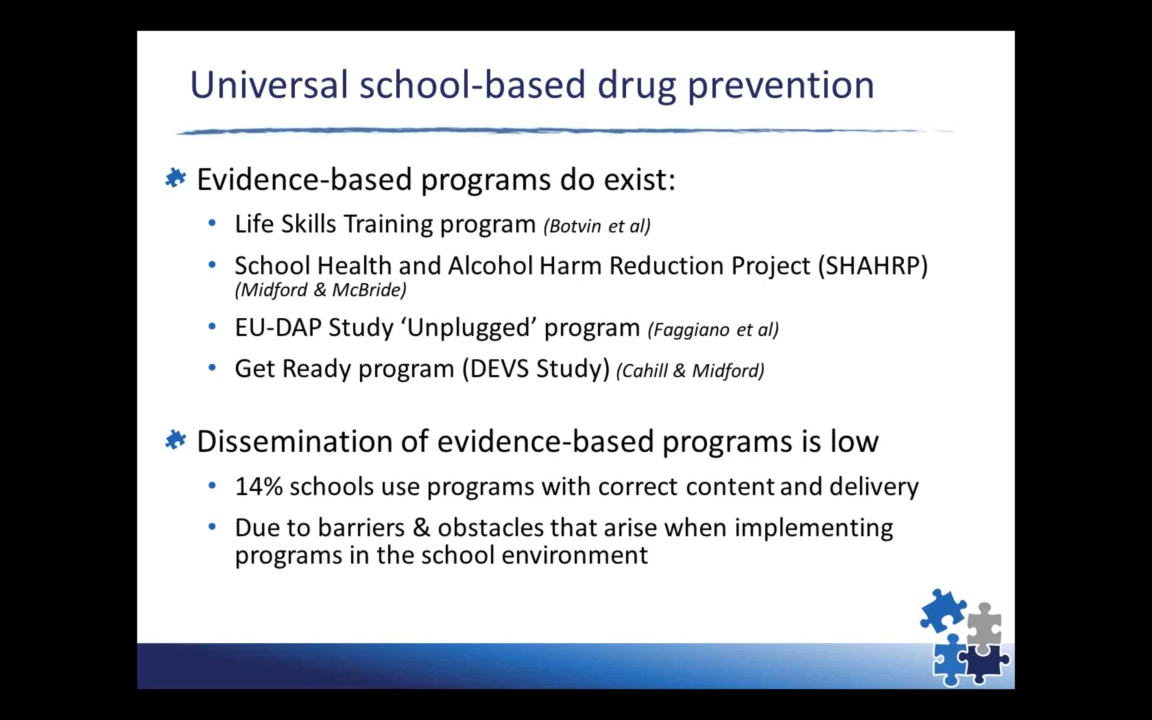 Universal school-based drug prevention
Evidence-based programs do exist:
• Life Skills Training program (Botvin et al)
• School Health and Alcohol Harm Reduction Project (SHAHRP)
(Midford & McBride)
• EU-DAP Study ‘Unplugged’ program (Faggiano et al)
• Get Ready program (DEVS Study) (Cahill & Midford)
Dissemination of evidence-based programs is low
• 14% schools use programs with correct content and delivery
• Due to barriers & obstacles that arise when implementing
programs in the school environment